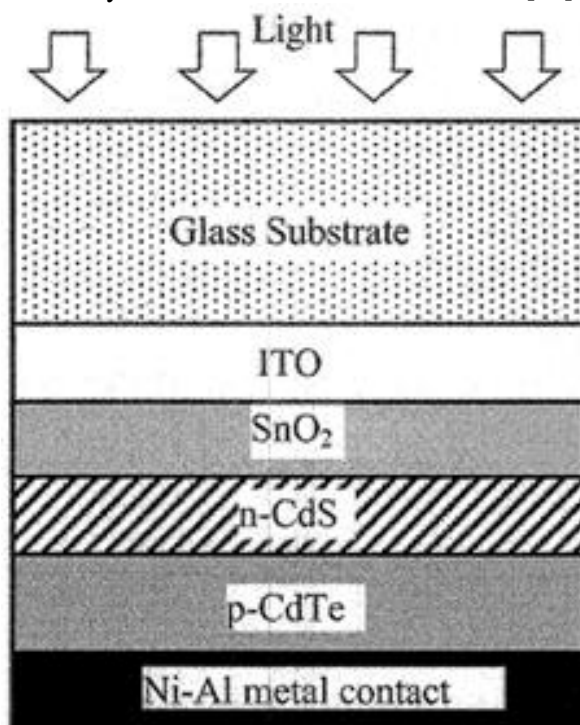 Light
Glass Substrate
ITO
SnO₂
n-CdS
p-CdTe
Ni-Al metal contact